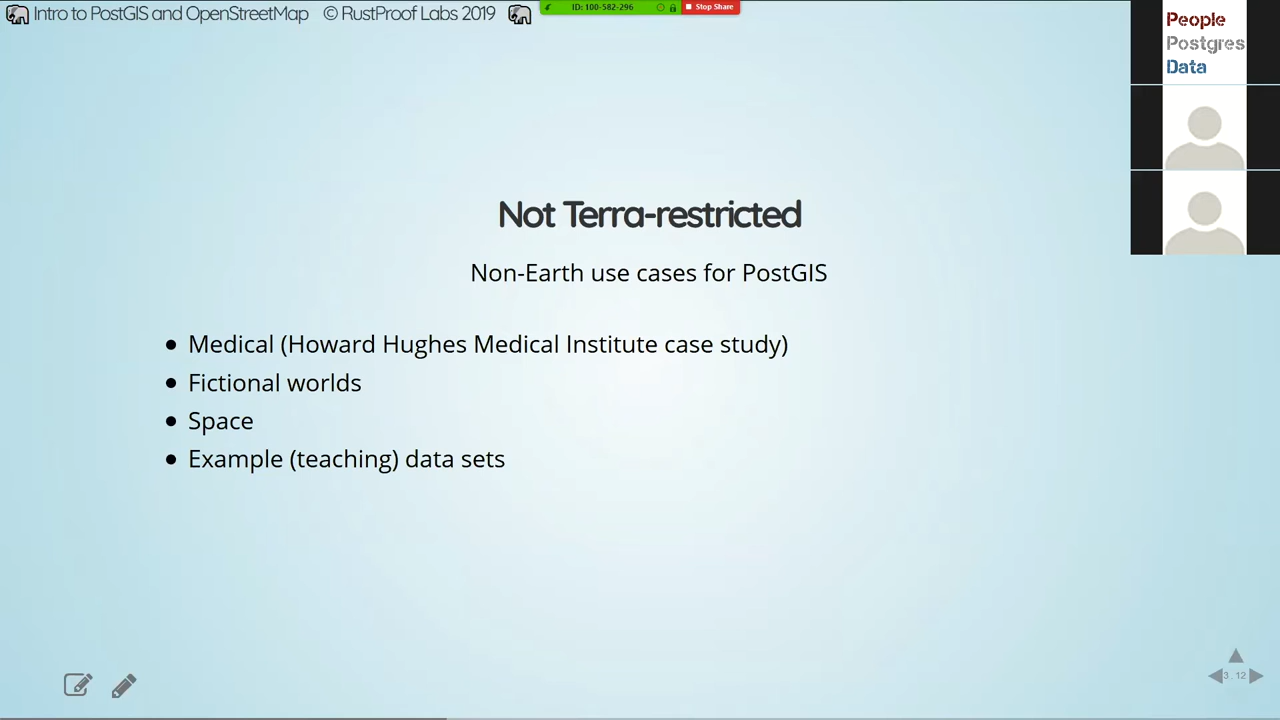 Intro to PostGIS and OpenStreetMap © RustProof Labs 2019
ID: 100-582-296
Stop Share
People
Postgres
Data
Not Terra-restricted
Non-Earth use cases for PostGIS
• Medical (Howard Hughes Medical Institute case study)
• Fictional worlds
• Space
• Example (teaching) data sets
3 . 12